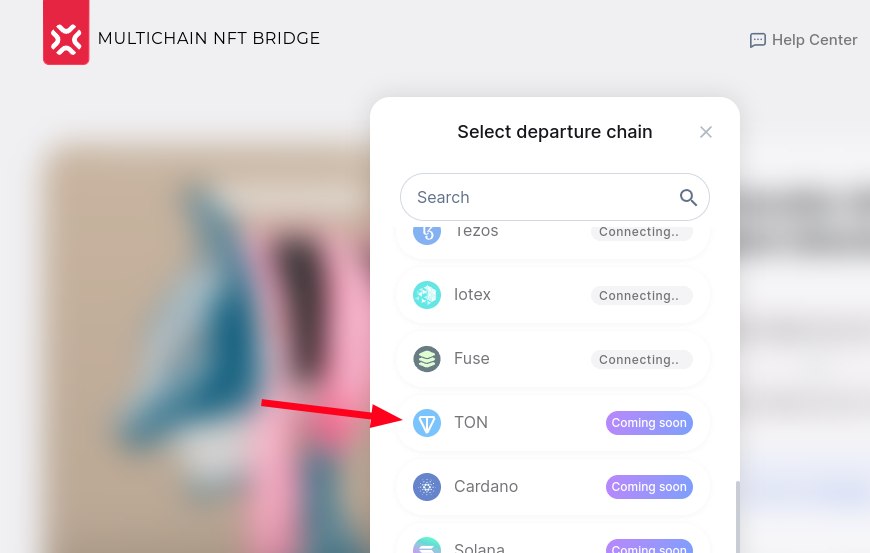 MULTICHAIN NFT BRIDGE
Help Center
Select departure chain
Search
Tezos Connecting..
Iotex Connecting..
Fuse Connecting..
TON Coming soon
Cardano Coming soon
Solana Coming soon